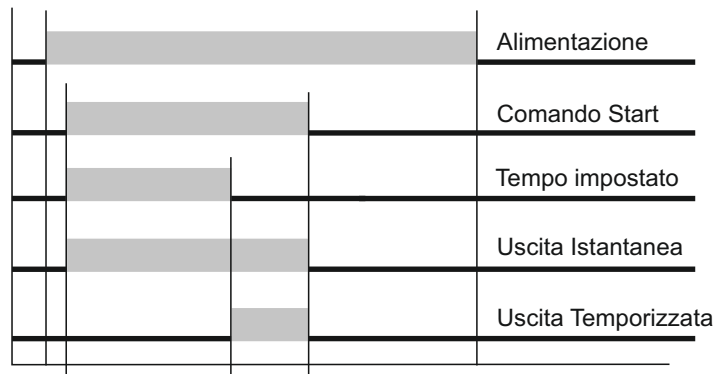 Alimentazione
Comando Start
Tempo impostato
Uscita Istantanea
Uscita Temporizzata